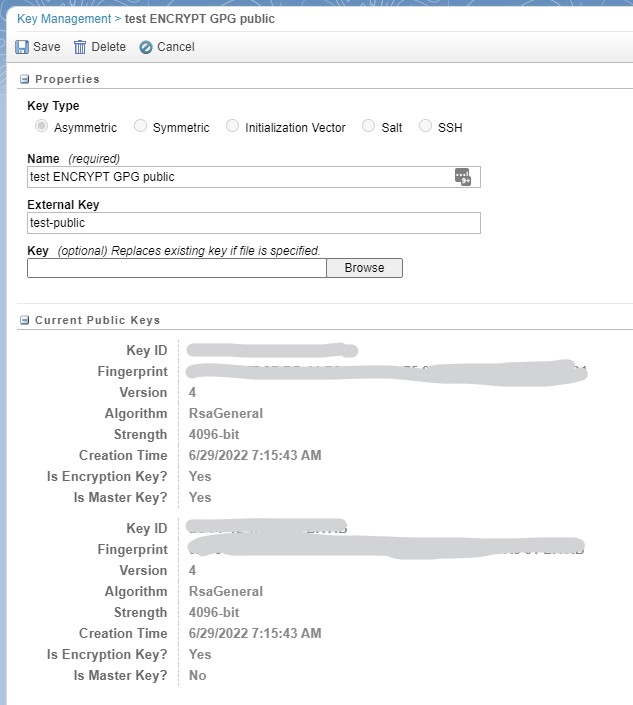 Key Management > test ENCRYPT GPG public
Save Delete Cancel
Properties
Key Type
Asymmetric Symmetric Initialization Vector Salt SSH
Name (required)
test ENCRYPT GPG public
External Key
test-public
Key (optional) Replaces existing key if file is specified.
Browse
Current Public Keys
Key ID
Fingerprint
Version 4
Algorithm RsaGeneral
Strength 4096-bit
Creation Time 6/29/2022 7:15:43 AM
Is Encryption Key? Yes
Is Master Key? Yes
Key ID
Fingerprint
Version 4
Algorithm RsaGeneral
Strength 4096-bit
Creation Time 6/29/2022 7:15:43 AM
Is Encryption Key? Yes
Is Master Key? No